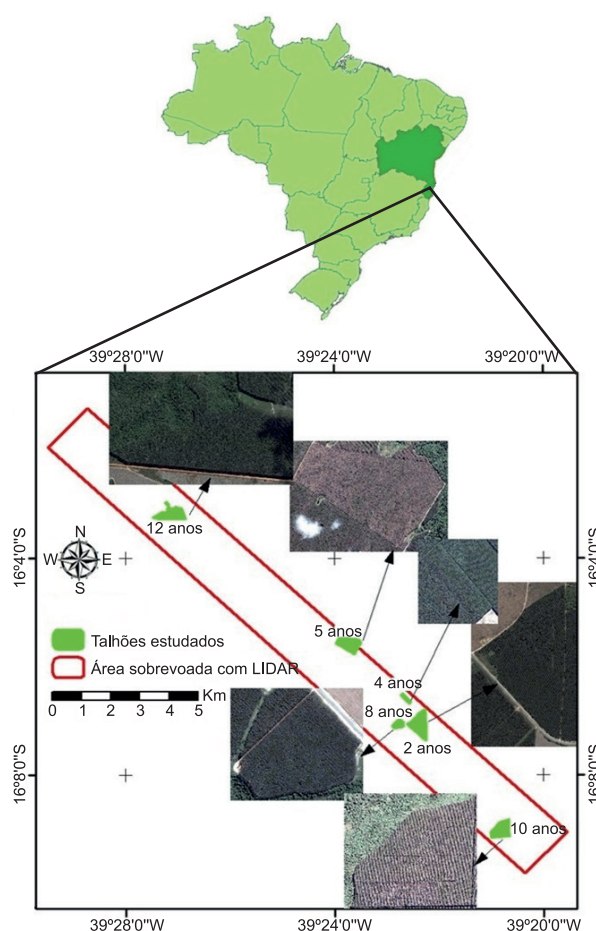 39º28'0"W 39º24'0"W 39º20'0"W
12 anos
N
W E
S
16º4'0"S 16º4'0"S
5 anos
Talhões estudados
Área sobrevoada com LIDAR
Km
0 1 2 3 4 5
4 anos
8 anos
2 anos
16º8'0"S 16º8'0"S
10 anos
39º28'0"W 39º24'0"W 39º20'0"W